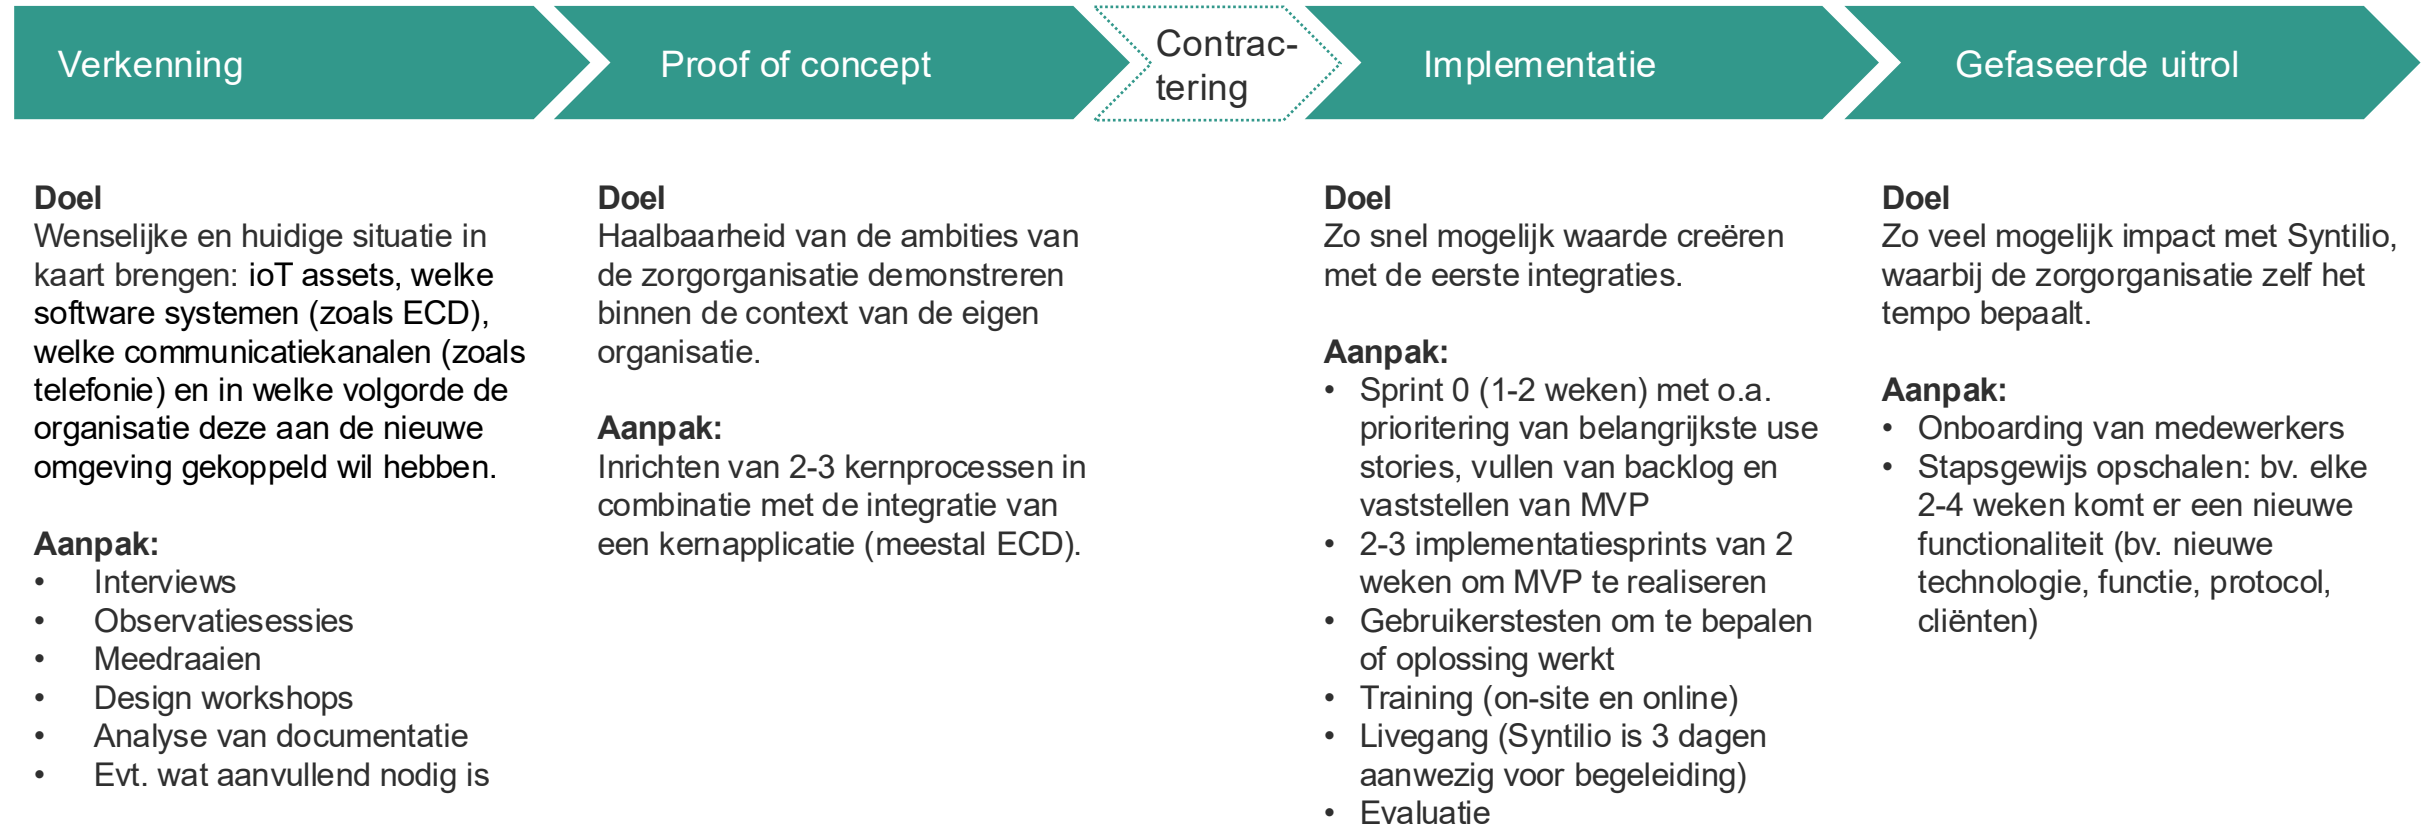 Verkenning
Proof of concept
Contrac-
tering
Implementatie
Gefaseerde uitrol
Doel
Wenselijke en huidige situatie in
kaart brengen: ioT assets, welke
software systemen (zoals ECD),
welke communicatiekanalen (zoals
telefonie) en in welke volgorde de
organisatie deze aan de nieuwe
omgeving gekoppeld wil hebben.
Aanpak:
• Interviews
• Observatiesessies
• Meedraaien
• Design workshops
• Analyse van documentatie
• Evt. wat aanvullend nodig is
Doel
Haalbaarheid van de ambities van
de zorgorganisatie demonstreren
binnen de context van de eigen
organisatie.
Aanpak:
Inrichten van 2-3 kernprocessen in
combinatie met de integratie van
een kernapplicatie (meestal ECD).
Doel
Zo snel mogelijk waarde creëren
met de eerste integraties.
Aanpak:
• Sprint 0 (1-2 weken) met o.a.
prioritering van belangrijkste use
stories, vullen van backlog en
vaststellen van MVP
• 2-3 implementatiesprints van 2
weken om MVP te realiseren
• Gebruikerstesten om te bepalen
of oplossing werkt
• Training (on-site en online)
• Livegang (Syntilio is 3 dagen
aanwezig voor begeleiding)
• Evaluatie
Doel
Zo veel mogelijk impact met Syntilio,
waarbij de zorgorganisatie zelf het
tempo bepaalt.
Aanpak:
• Onboarding van medewerkers
• Stapsgewijs opschalen: bv. elke
2-4 weken komt er een nieuwe
functionaliteit (bv. nieuwe
technologie, functie, protocol,
cliënten)